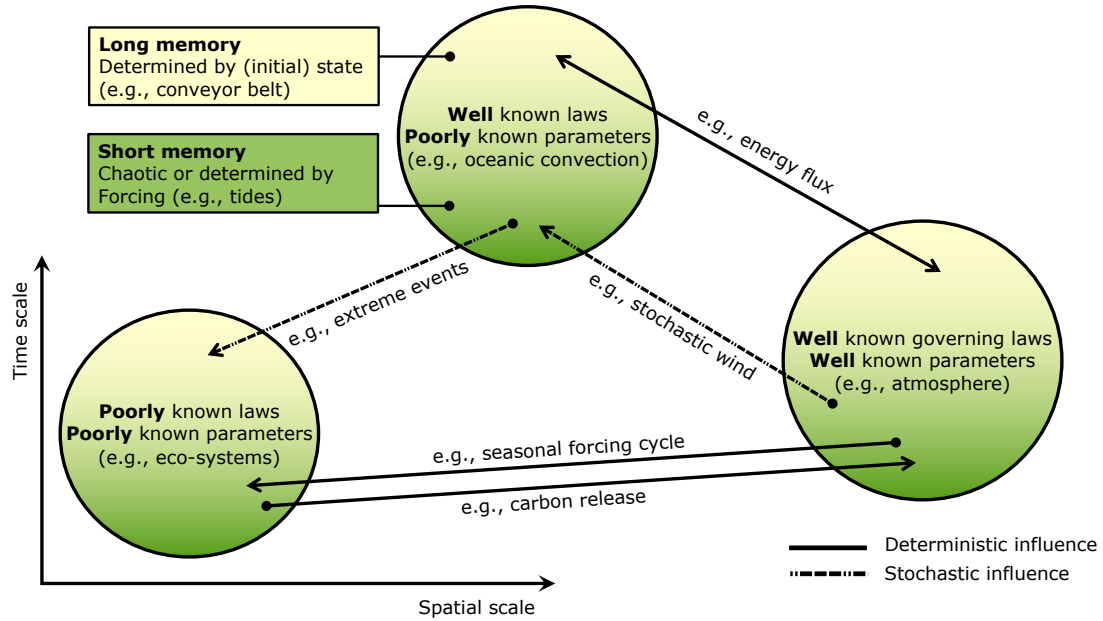 Long memory
Determined by (initial) state
(e.g., conveyor belt)
Short memory
Chaotic or determined by
Forcing (e.g., tides)
Well known laws
Poorly known parameters
(e.g., oceanic convection)
e.g., energy flux
e.g., extreme events
e.g., stochastic wind
Time scale
Well known governing laws
Well known parameters
(e.g., atmosphere)
Poorly known laws
Poorly known parameters
(e.g., eco-systems)
e.g., seasonal forcing cycle
e.g., carbon release
Deterministic influence
Stochastic influence
Spatial scale